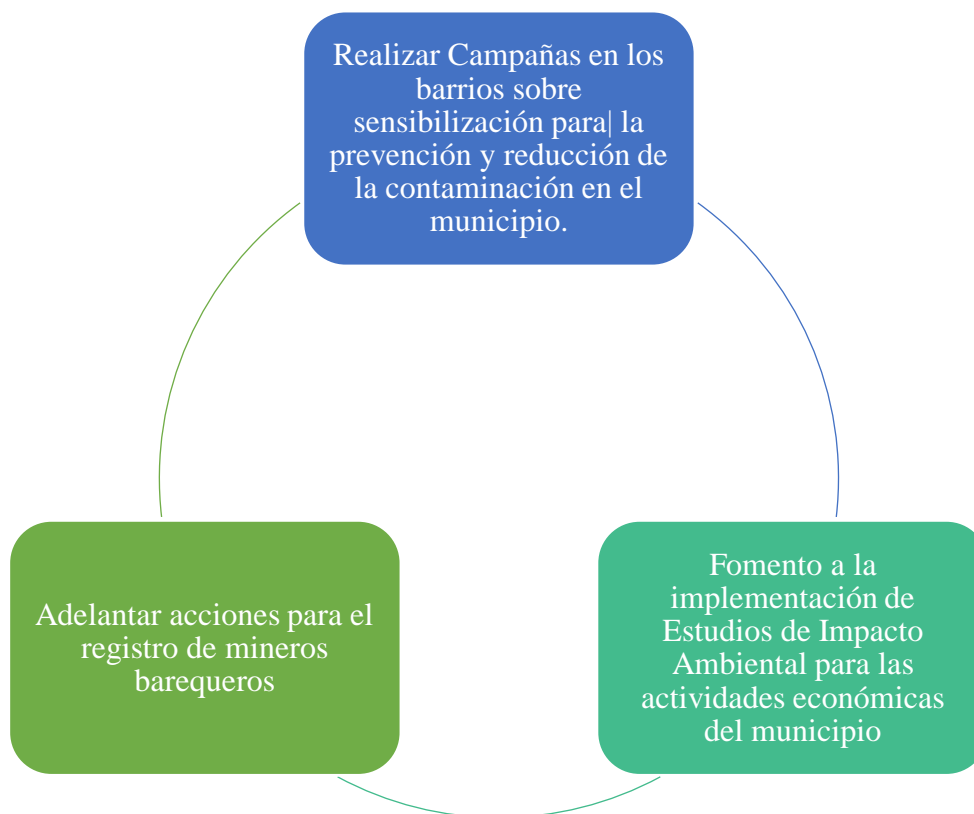 Realizar Campañas en los
barrios sobre
sensibilización para| la
prevención y reducción de
la contaminación en el
municipio.
Fomento a la
implementación de
Estudios de Impacto
Ambiental para las
actividades económicas
del municipio
Adelantar acciones para el
registro de mineros
barequeros